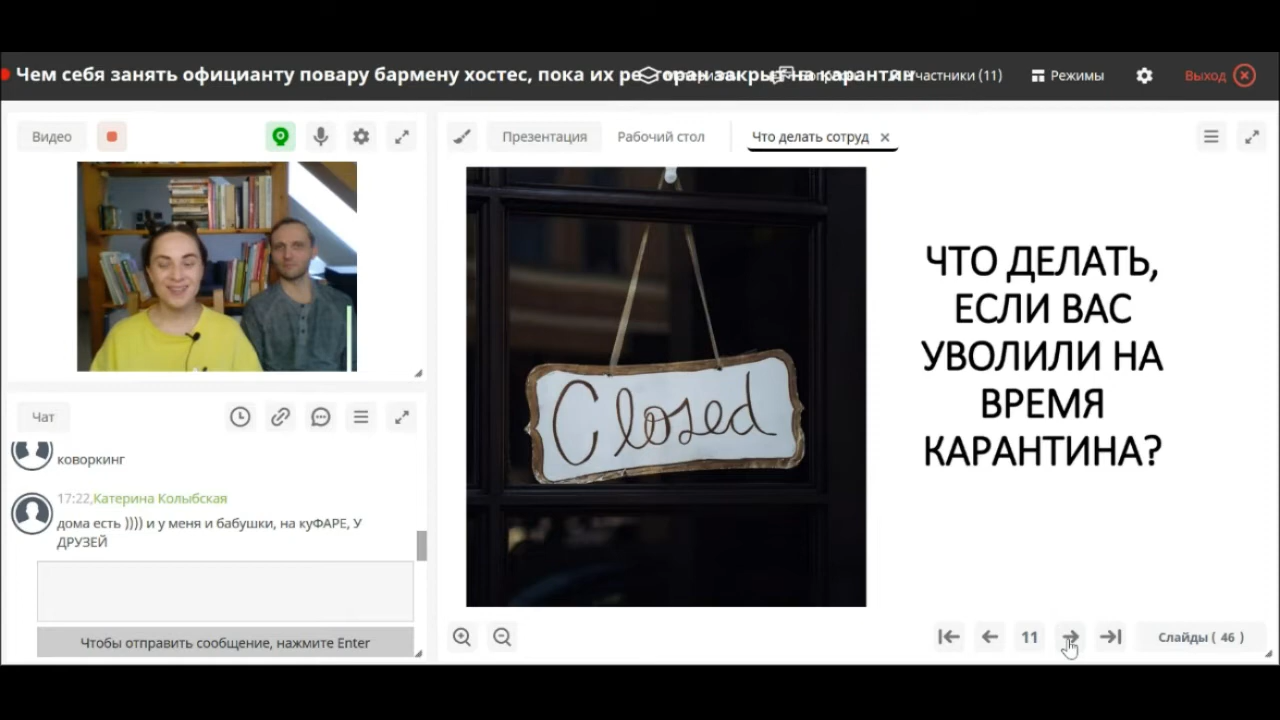 Чем себя занять официанту повару бармену хостес, пока их закрыт на карантин
частники (11)
Режимы
Выход
Видео
Презентация
Рабочий стол
Что делать сотруд
Closed
ЧТО ДЕЛАТЬ,
ЕСЛИ ВАС
УВОЛИЛИ НА
ВРЕМЯ
КАРАНТИНА?
Чат
коворкинг
17:22,Катерина Колыбская
дома есть )))) и у меня и бабушки, на куФАРЕ, У
ДРУЗЕЙ
Чтобы отправить сообщение, нажмите Enter
11
Слайды ( 46 )